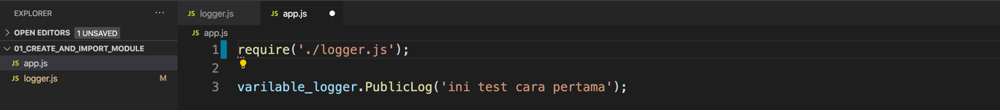 EXPLORER ...
OPEN EDITORS 1 UNSAVED
01_CREATE_AND_IMPORT_MODULE
JS app.js
JS logger.js M
JS logger.js JS app.js
JS app.js
1 require('./logger.js');
2
3 varilable_logger.PublicLog('ini test cara pertama');